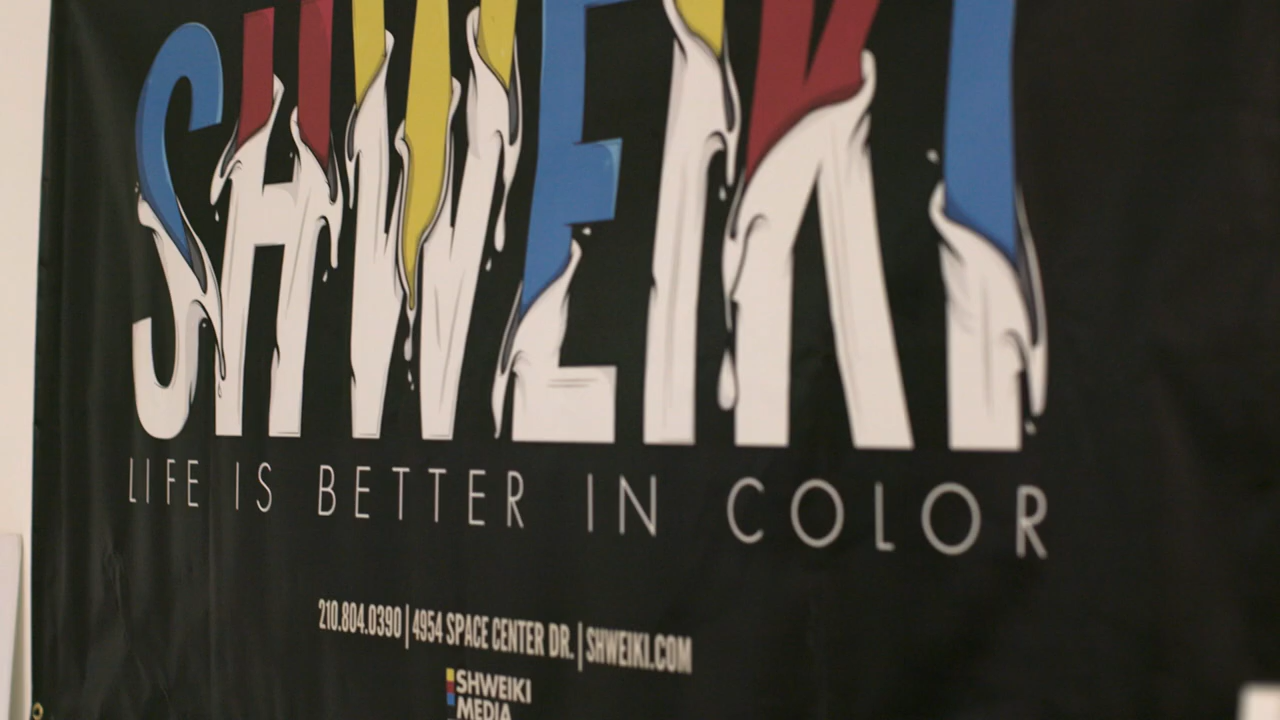 SHWEIKI
LIFE IS BETTER IN COLOR
210.804.0390 | 4954 SPACE CENTER DR. | SHWEIKI.COM
SHWEIKI
MEDIA